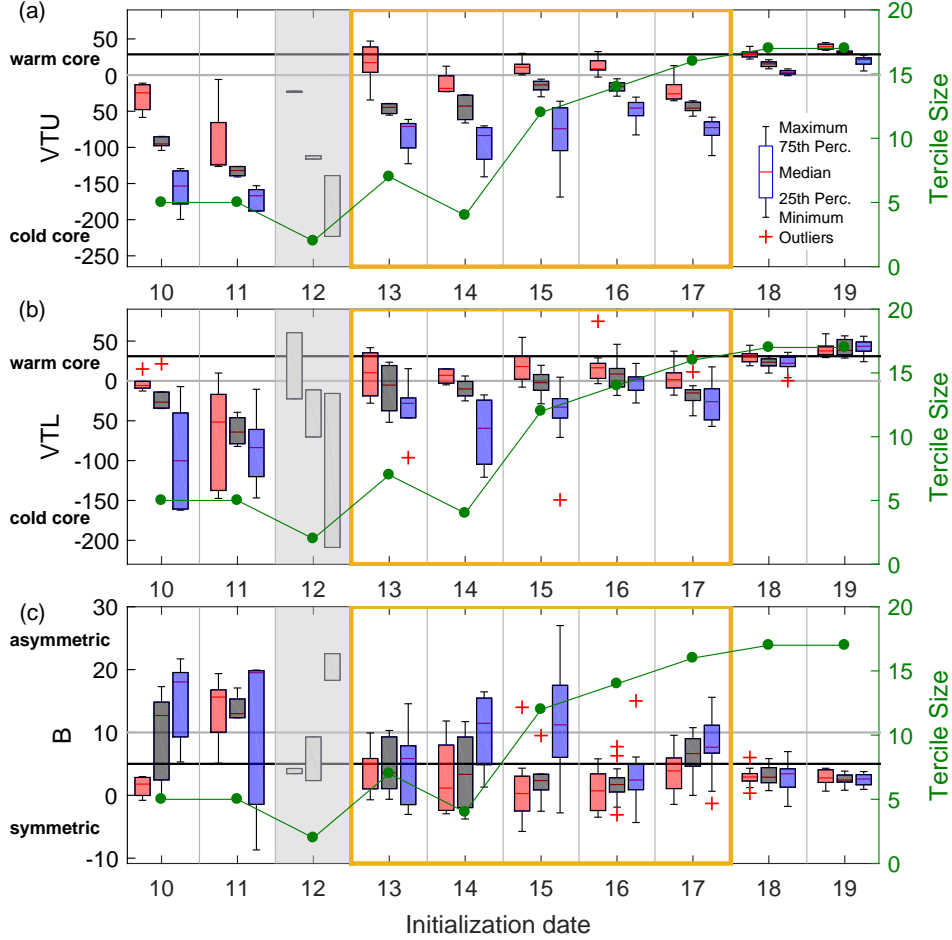 (a)
20
50
warm core
0
15
50
VTU
-100
10
Tercile Size
-150
5
-200
cold core
-250
0
Maximum
75th Perc.
Median
25th Perc.
Minimum
Outliers
10 11 12 13 14 15 16 17 18 19
(b)
20
50
warm core
0
15
50
VTL
-100
10
Tercile Size
-150
5
cold core
-200
0
10 11 12 13 14 15 16 17 18 19
(c)
30
20
asymmetric
20
15
B
10
10
Tercile Size
0
5
symmetric
-10
0
10 11 12 13 14 15 16 17 18 19
Initialization date